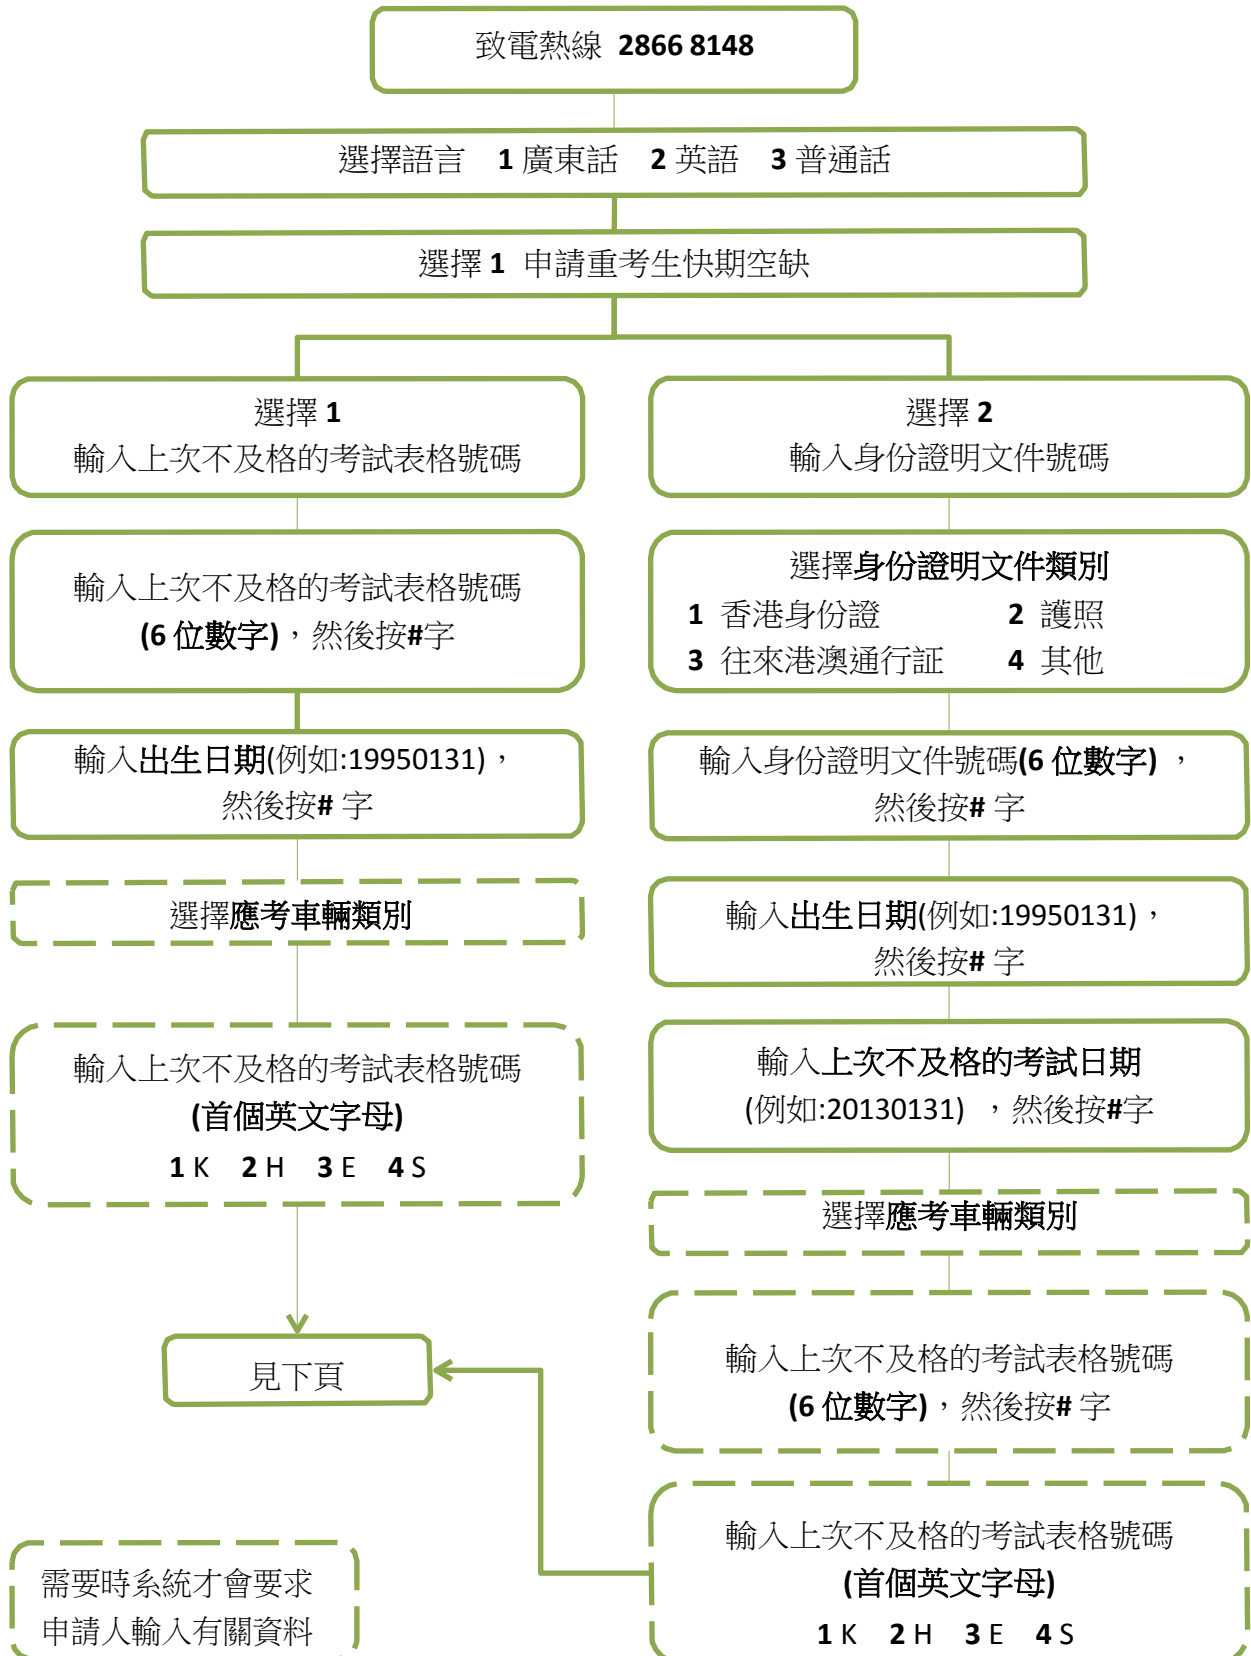 致電熱線 2866 8148
選擇語言 1 廣東話 2 英語 3 普通話
選擇 1 申請重考生快期空缺
選擇 1
輸入上次不及格的考試表格號碼
輸入上次不及格的考試表格號碼
(6 位數字)，然後按#字
輸入出生日期(例如:19950131)，
然後按# 字
選擇應考車輛類別
輸入上次不及格的考試表格號碼
(首個英文字母)
1 K 2 H 3 E 4 S
選擇 2
輸入身份證明文件號碼
選擇身份證明文件類別
1 香港身份證 2 護照
3 往來港澳通行証 4 其他
輸入身份證明文件號碼(6 位數字)，
然後按# 字
輸入出生日期(例如:19950131)，
然後按# 字
輸入上次不及格的考試日期
(例如:20130131) ，然後按#字
選擇應考車輛類別
輸入上次不及格的考試表格號碼
(6 位數字)，然後按# 字
輸入上次不及格的考試表格號碼
(首個英文字母)
1 K 2 H 3 E 4 S
見下頁
需要時系統才會要求
申請人輸入有關資料